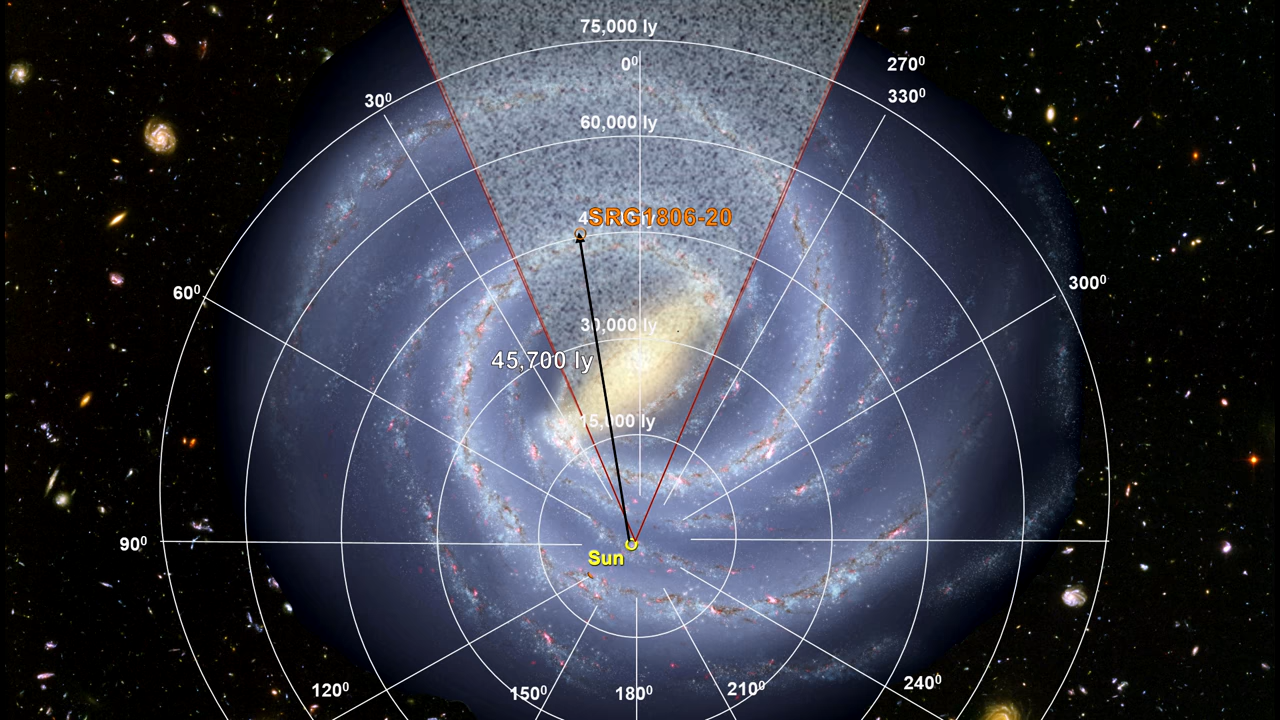 75,000 ly
0⁰
270⁰
30⁰
330⁰
60,000 ly
4
SRG1806-20
60⁰
300⁰
30,000 ly
45,700 ly
15,000 ly
90⁰
Sun
120⁰
150⁰
180⁰
210⁰
240⁰